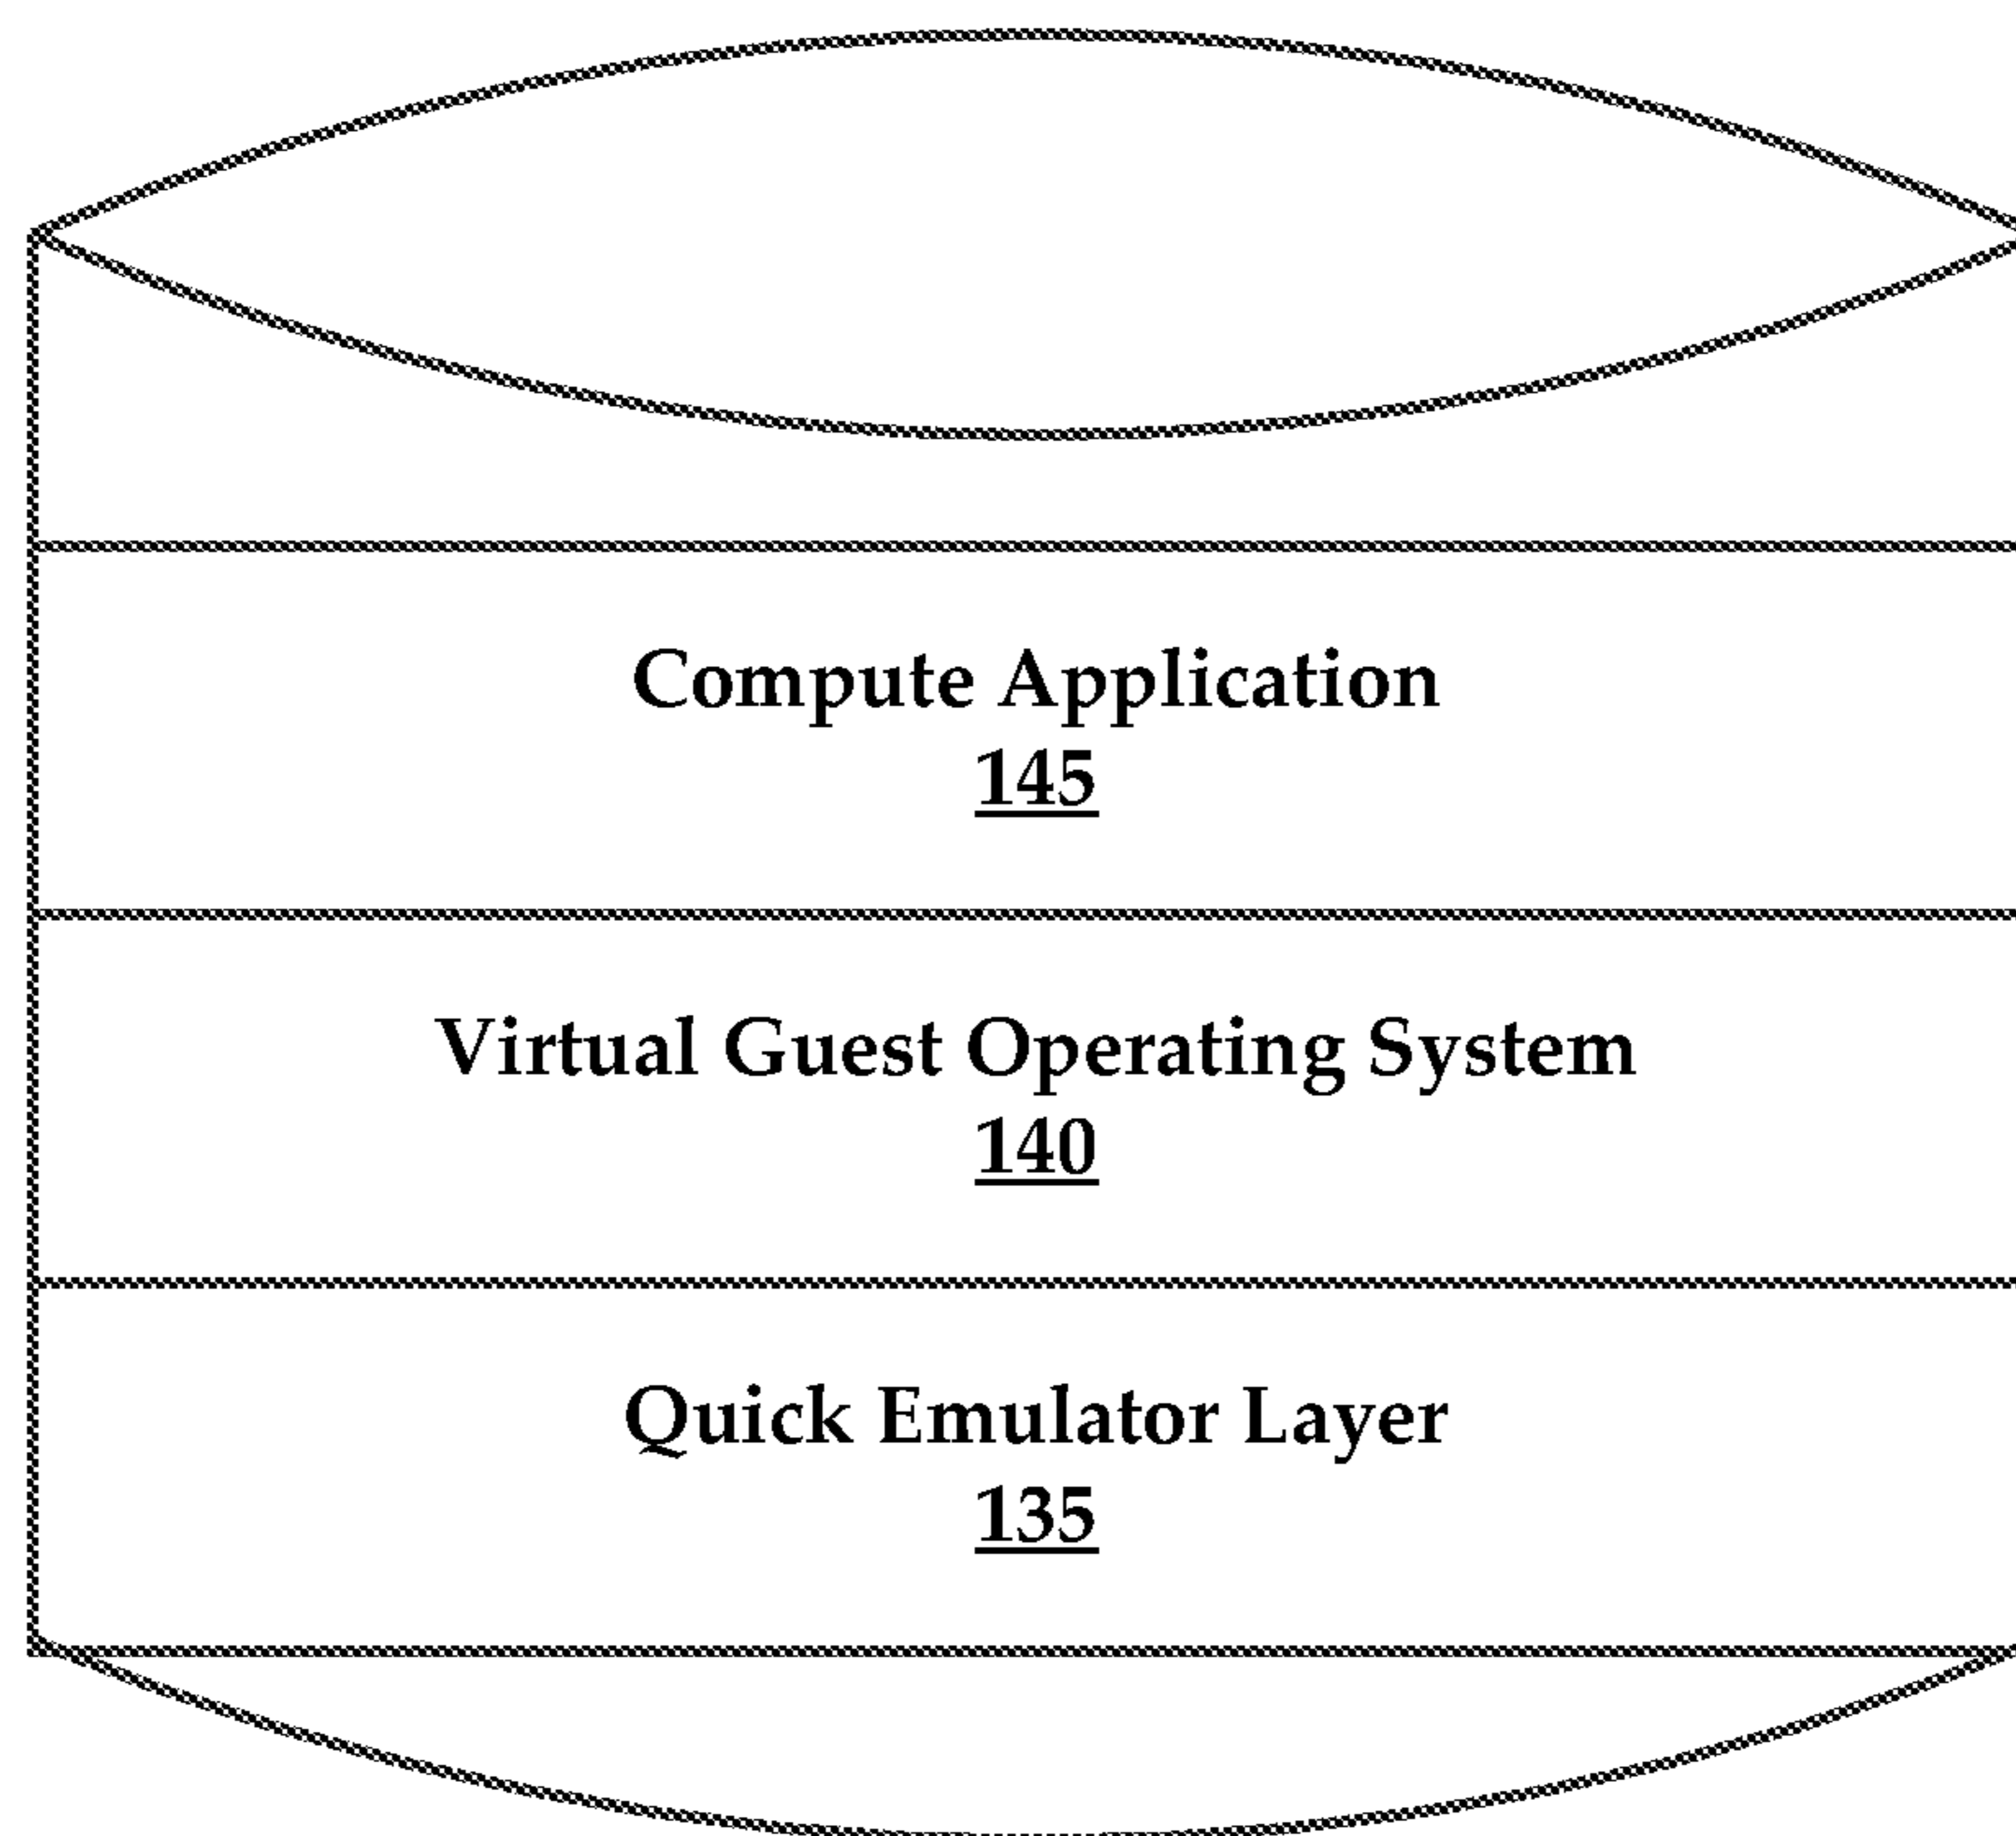 Compute Application
145
Virtual Guest Operating System
140
Quick Emulator Layer
135